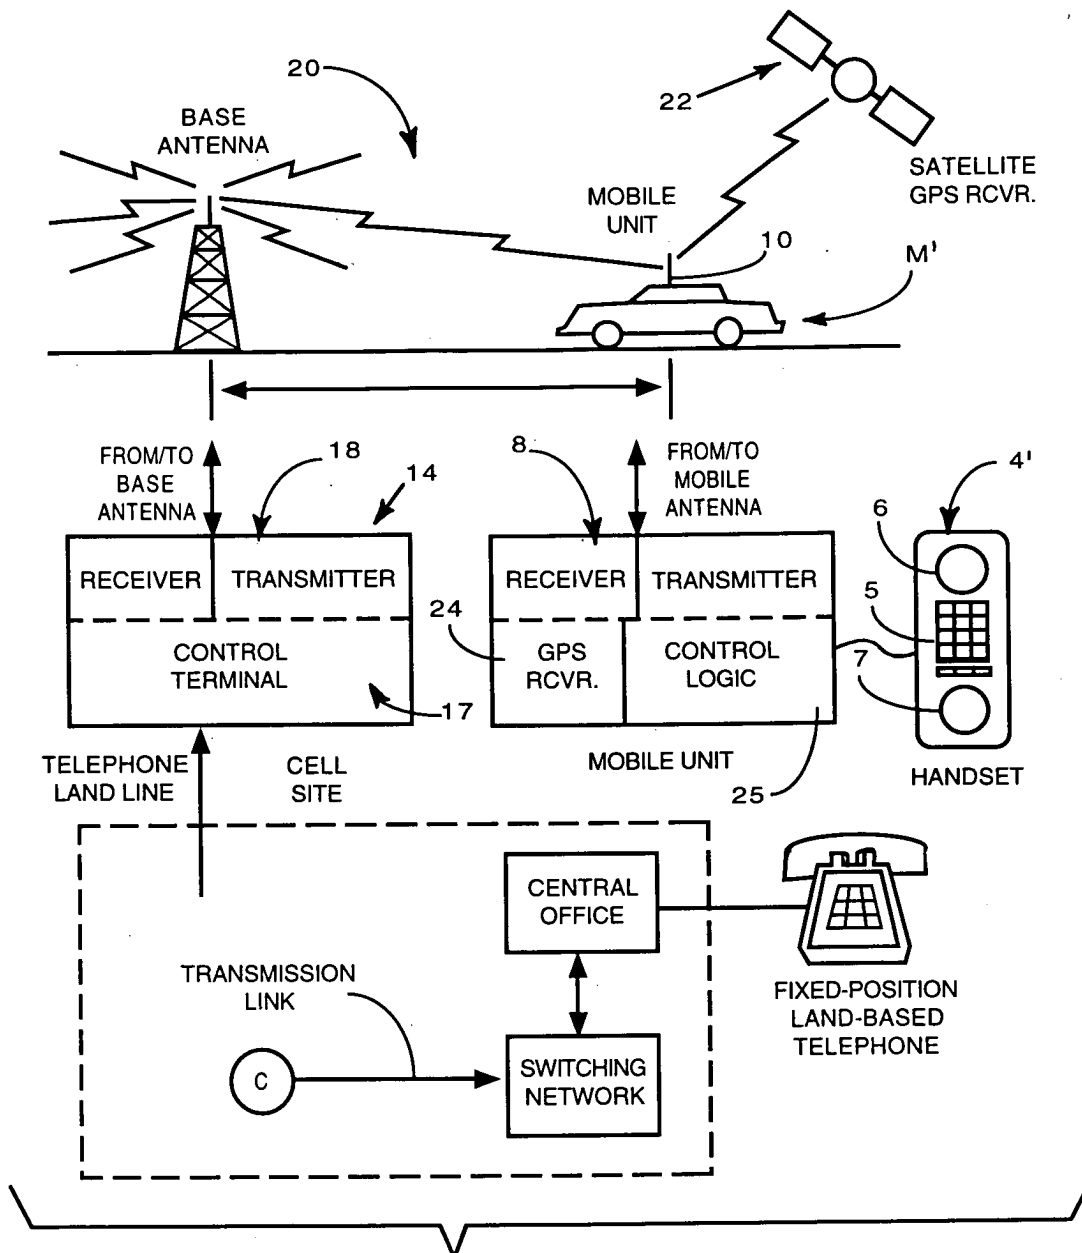 20
BASE
ANTENNA
22
SATELLITE
GPS RCVR.
MOBILE
UNIT
10
M'
FROM/TO
BASE
ANTENNA
18
14
8
FROM/TO
MOBILE
ANTENNA
4'
6
5
7
RECEIVER
TRANSMITTER
CONTROL
TERMINAL
17
24
RECEIVER
TRANSMITTER
GPS
RCVR.
CONTROL
LOGIC
TELEPHONE
LAND LINE
CELL
SITE
MOBILE UNIT
25
HANDSET
CENTRAL
OFFICE
TRANSMISSION
LINK
C
SWITCHING
NETWORK
FIXED-POSITION
LAND-BASED
TELEPHONE